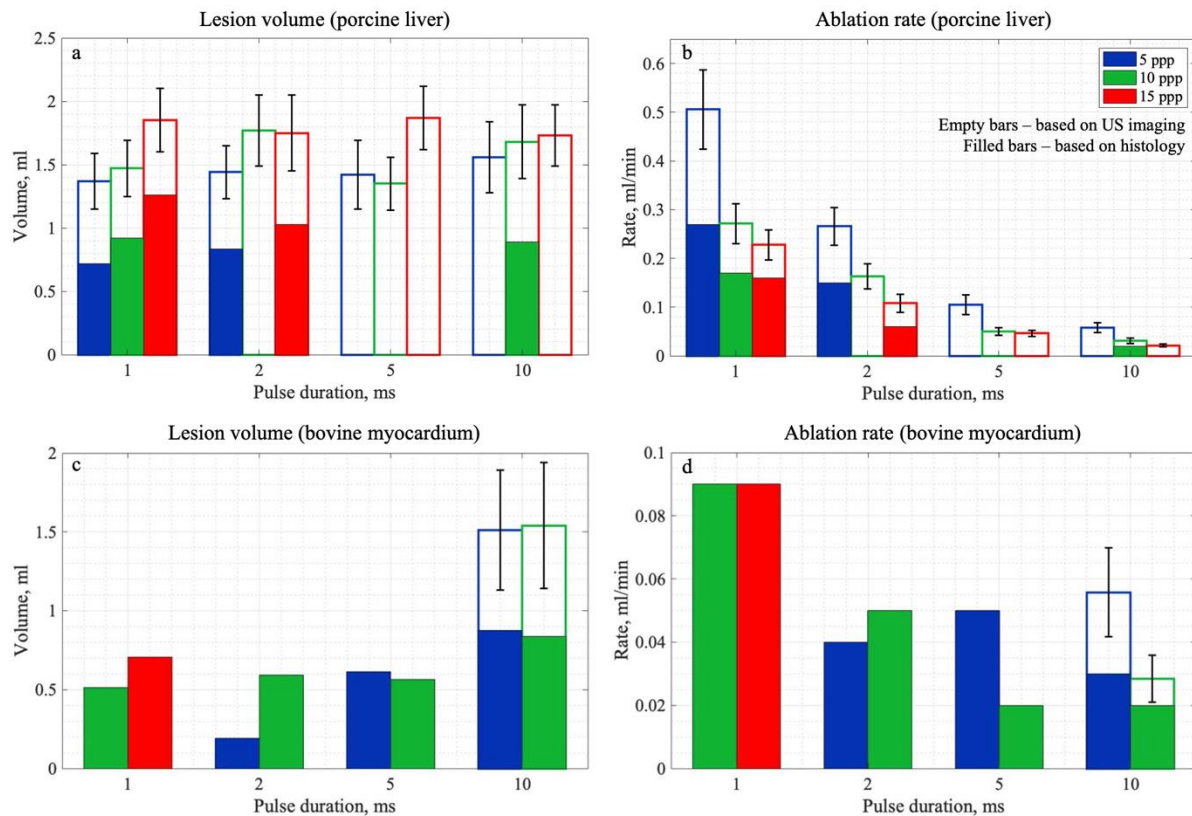 Lesion volume (porcine liver)
a
2.5
2
1.5
1
0.5
0
Volume, ml
1
2
5
10
Pulse duration, ms
Ablation rate (porcine liver)
b
0.6
0.5
0.4
0.3
0.2
0.1
0
Rate, ml/min
5 ppp
10 ppp
15 ppp
Empty bars – based on US imaging
Filled bars – based on histology
1
2
5
10
Pulse duration, ms
Lesion volume (bovine myocardium)
c
2
1.5
1
0.5
0
Volume, ml
1
2
5
10
Pulse duration, ms
Ablation rate (bovine myocardium)
d
0.1
0.08
0.06
0.04
0.02
0
Rate, ml/min
1
2
5
10
Pulse duration, ms